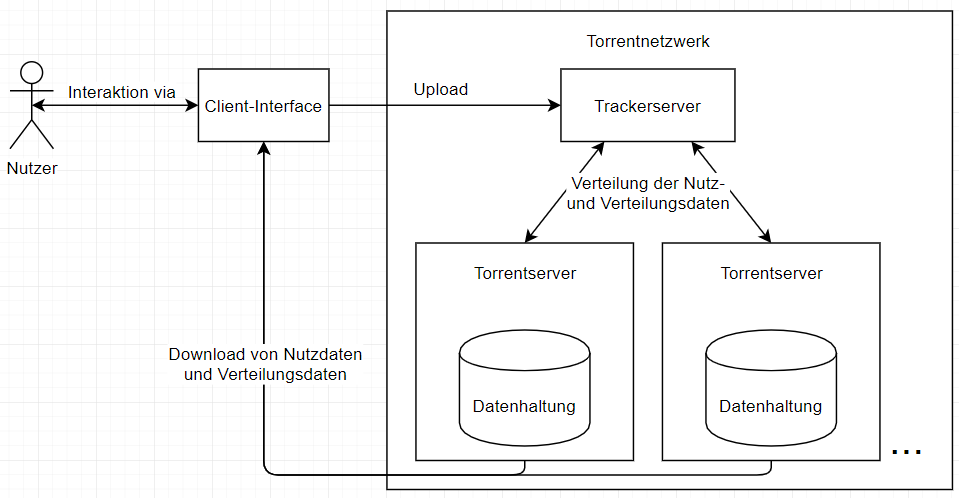 Torrentnetzwerk
Interaktion via
Client-Interface
Upload
Trackerserver
Nutzer
Verteilung der Nutz-
und Verteilungsdaten
Torrentserver
Torrentserver
Download von Nutzdaten
und Verteilungsdaten
Datenhaltung
Datenhaltung
...